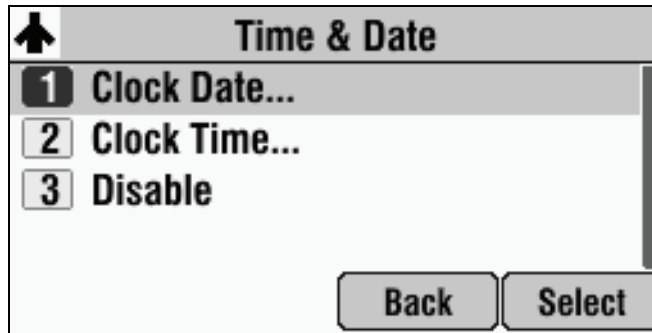 Time & Date
1 Clock Date...
2 Clock Time...
3 Disable
Back Select